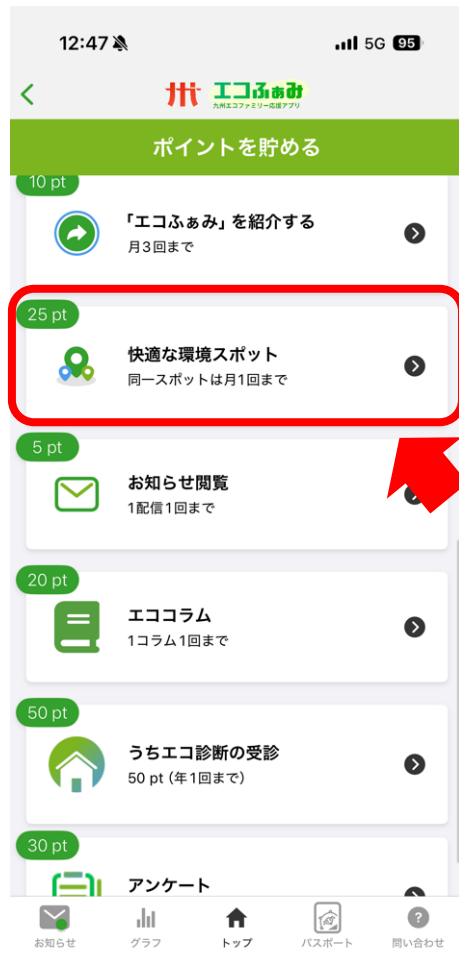 12:47
5G 95
エコふぁみ
九州エコファミリー応援アプリ
ポイントを貯める
10 pt
「エコふぁみ」を紹介する
月3回まで
25 pt
快適な環境スポット
同一スポットは月1回まで
5 pt
お知らせ閲覧
1配信1回まで
20 pt
エココラム
1コラム1回まで
50 pt
うちエコ診断の受診
50 pt (年1回まで)
30 pt
アンケート
お知らせ
グラフ
トップ
パスポート
問い合わせ